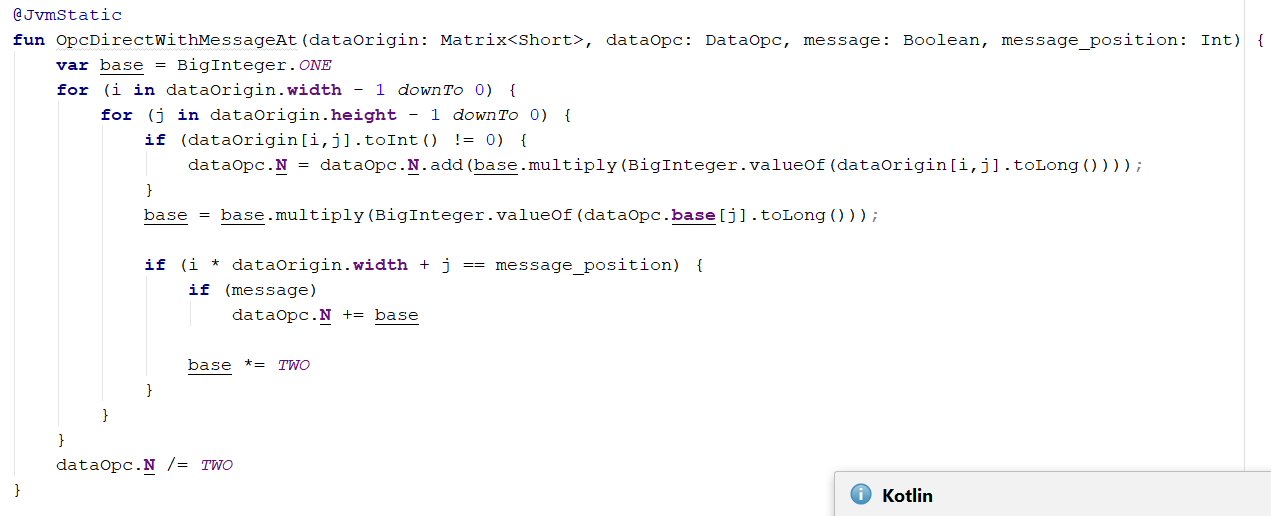 @JvmStatic
fun OpcDirectWithMessageAt(dataOrigin: Matrix<Short>, dataOpc: DataOpc, message: Boolean, message_position: Int) {
    var base = BigInteger.ONE
    for (i in dataOrigin.width - 1 downTo 0) {
        for (j in dataOrigin.height - 1 downTo 0) {
            if (dataOrigin[i,j].toInt() != 0) {
                dataOpc.N = dataOpc.N.add(base.multiply(BigInteger.valueOf(dataOrigin[i,j].toLong())));
            }
            base = base.multiply(BigInteger.valueOf(dataOpc.base[j].toLong()));
            if (i * dataOrigin.width + j == message_position) {
                if (message)
                    dataOpc.N += base
                base *= TWO
            }
        }
    }
    dataOpc.N /= TWO
}
Kotlin